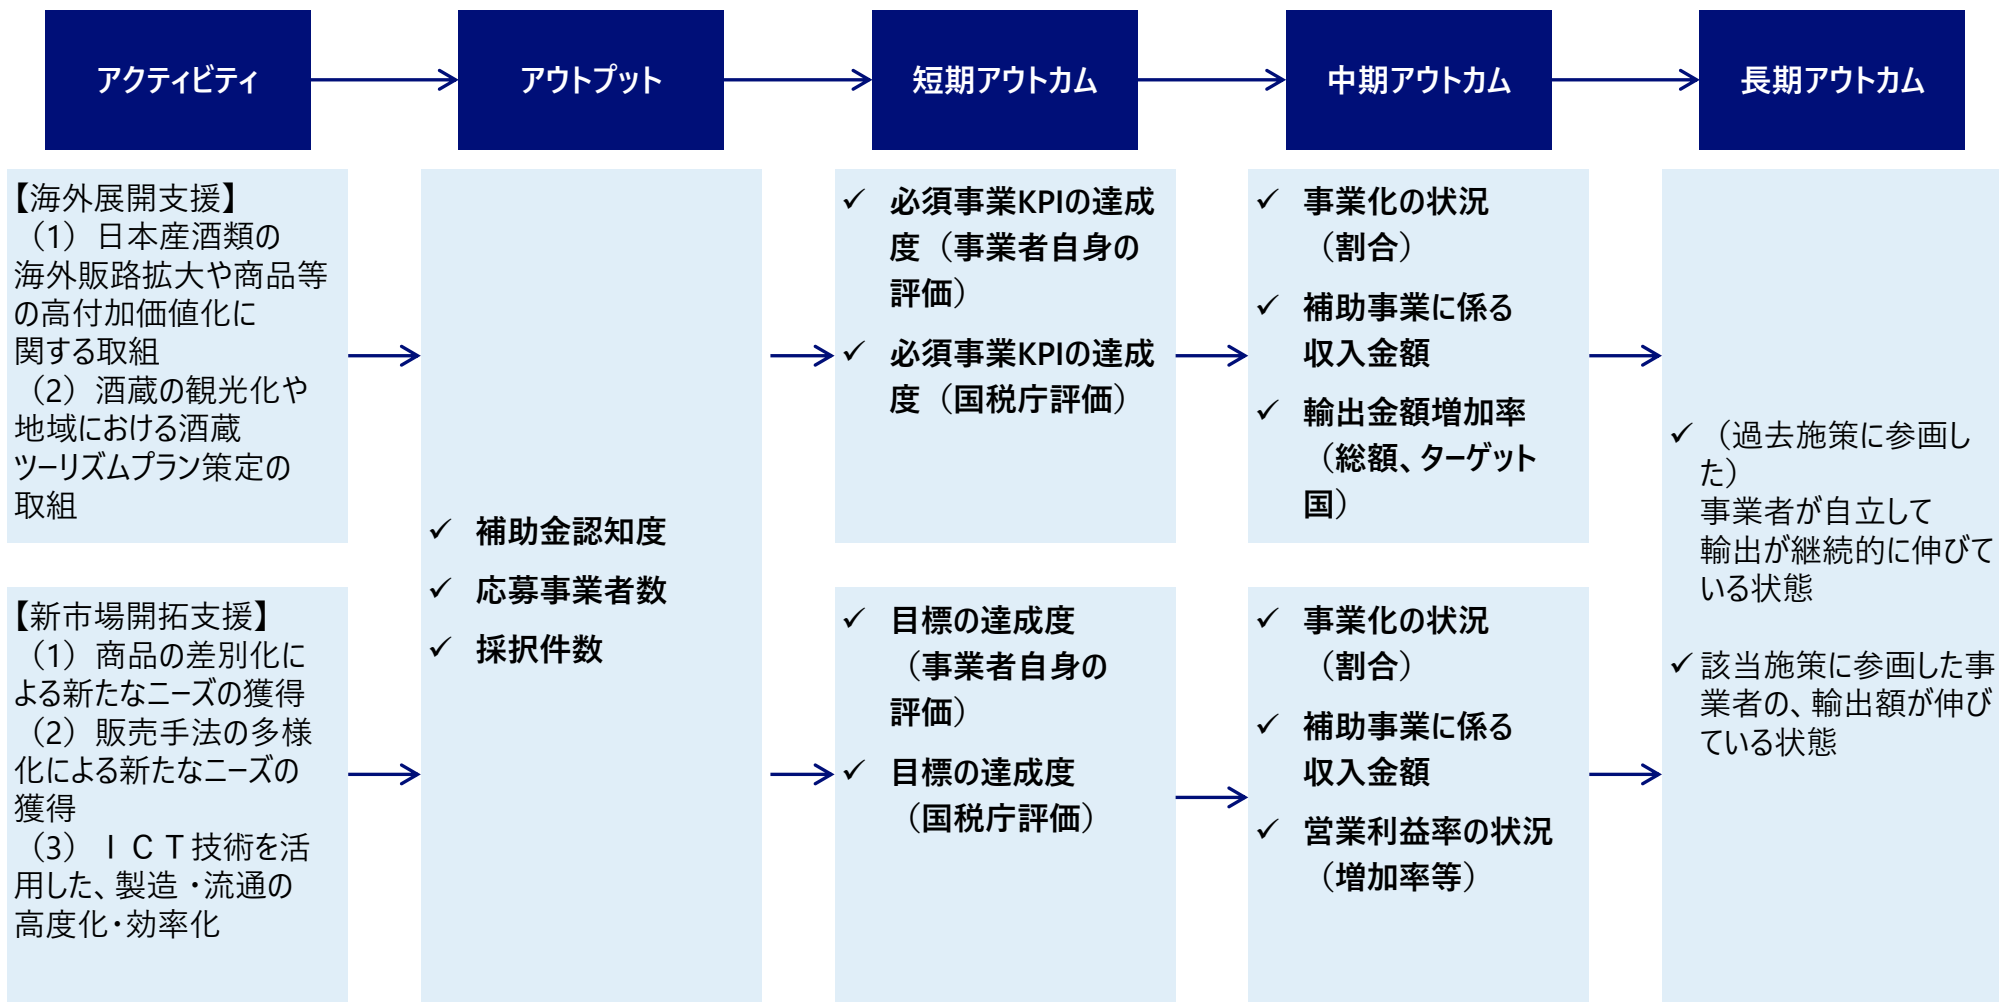 アクティビティ
アウトプット
短期アウトカム
中期アウトカム
長期アウトカム
【海外展開支援】
（1）日本産酒類の
海外販路拡大や商品等
の高付加価値化に
関する取組
（2）酒蔵の観光化や
地域における酒蔵
ツーリズムプラン策定の
取組
【新市場開拓支援】
（1）商品の差別化に
よる新たなニーズの獲得
（2）販売手法の多様
化による新たなニーズの
獲得
（3）ＩＣＴ技術を活
用した、製造・流通の
高度化・効率化
✓ 補助金認知度
✓ 応募事業者数
✓ 採択件数
✓ 必須事業KPIの達成
度（事業者自身の
評価）
✓ 必須事業KPIの達成
度（国税庁評価）
✓ 目標の達成度
（事業者自身の
評価）
✓ 目標の達成度
（国税庁評価）
✓ 事業化の状況
（割合）
✓ 補助事業に係る
収入金額
✓ 輸出金額増加率
（総額、ターゲット
国）
✓ 事業化の状況
（割合）
✓ 補助事業に係る
収入金額
✓ 営業利益率の状況
（増加率等）
✓ （過去施策に参画し
た）
事業者が自立して
輸出が継続的に伸びて
いる状態
✓ 該当施策に参画した事
業者の、輸出額が伸び
ている状態